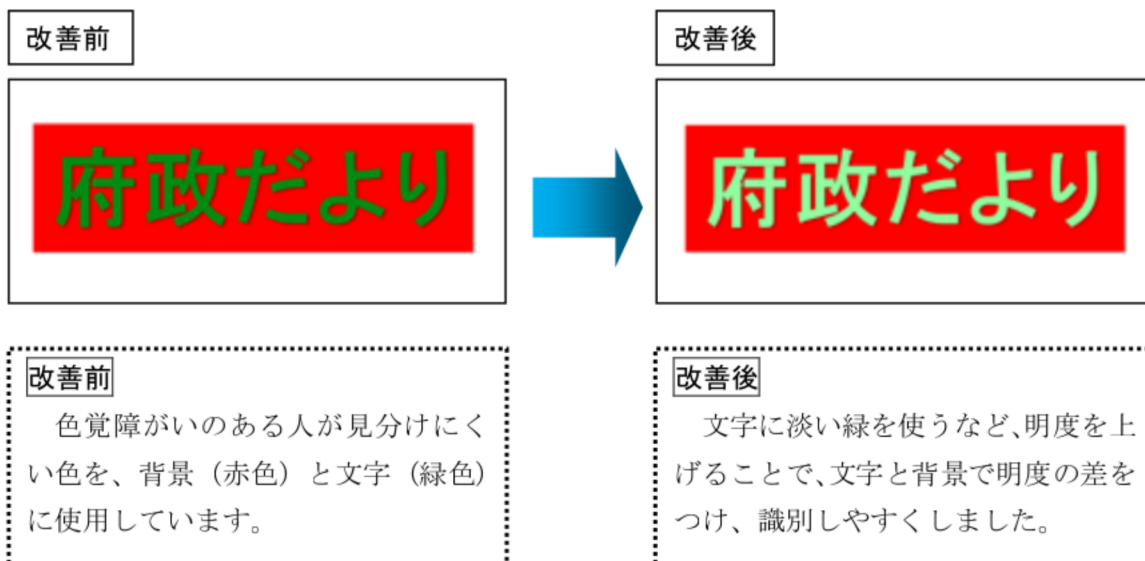 改善前
府政だより
改善後
府政だより
改善前
色覚障がいのある人が見分けにく
い色を、背景（赤色）と文字（緑色）
に使用しています。
改善後
文字に淡い緑を使うなど、明度を上
げることで、文字と背景で明度の差を
つけ、識別しやすくしました。